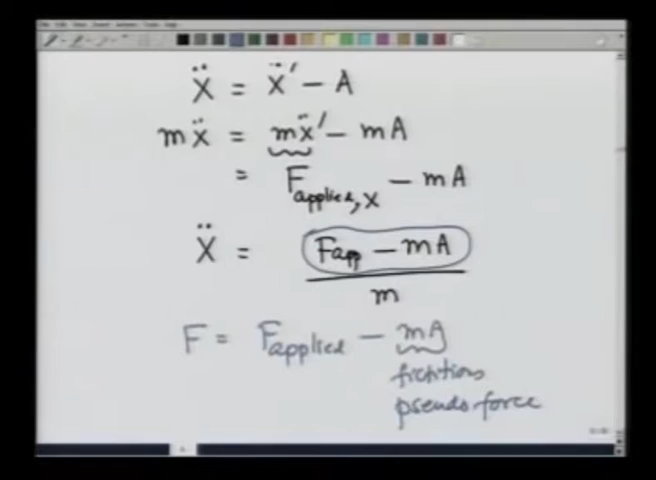 Ẍ = ẍ′ − A
mẍ = mẍ′ − mA
= F_applied,x − mA
Ẍ = (F_app − mA) / m
F = F_applied − mA
fictitious
pseudo force